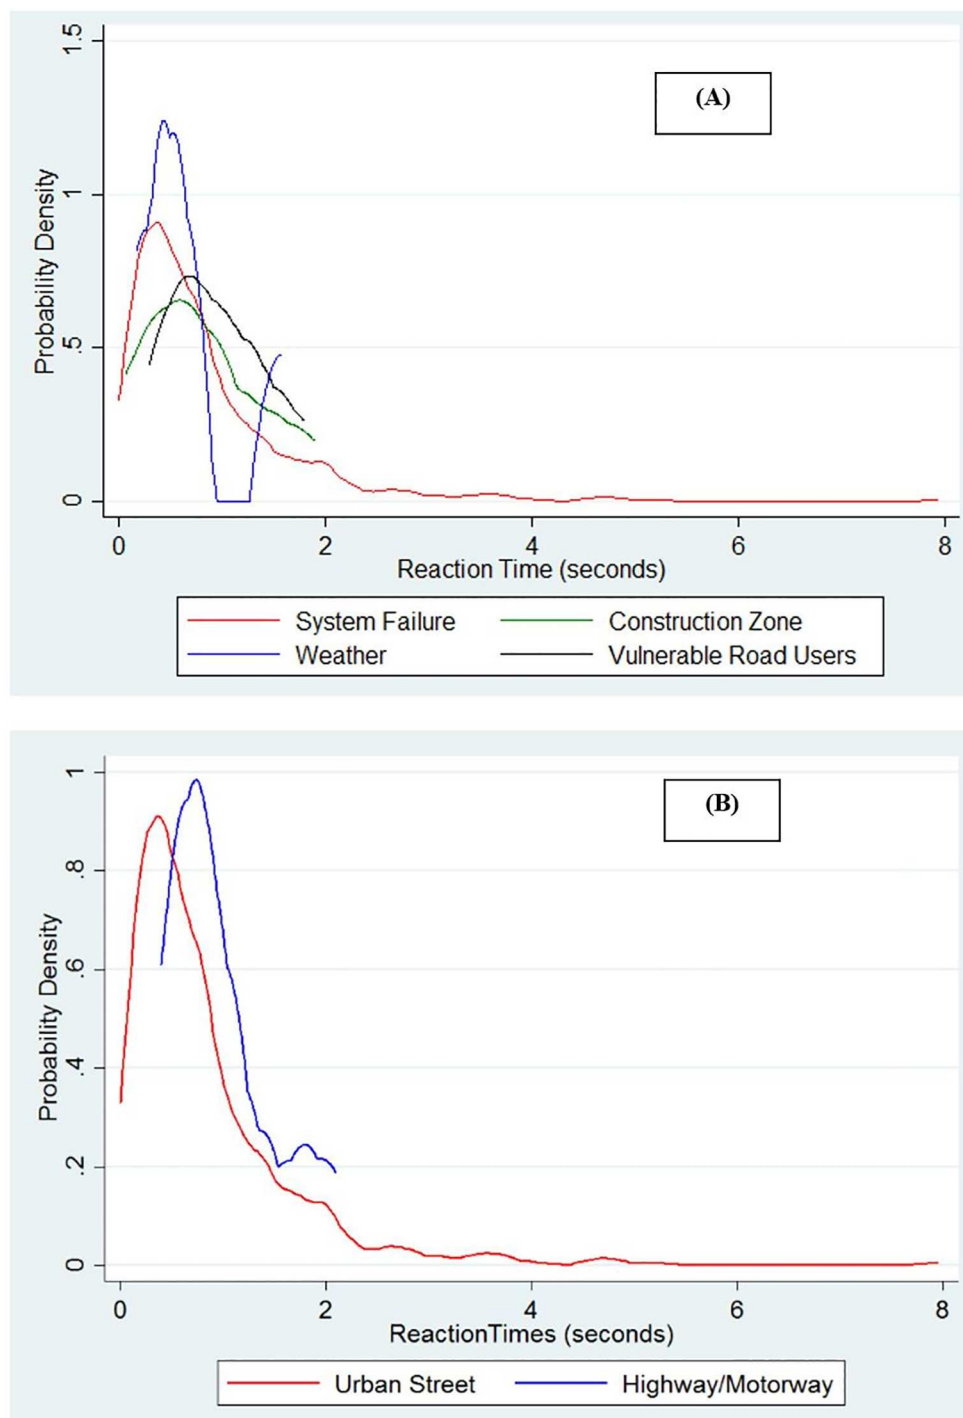 (A)
Probability Density
1.5
1
.5
0
0 2 4 6 8
Reaction Time (seconds)
System Failure Construction Zone
Weather Vulnerable Road Users
(B)
Probability Density
1
.8
.6
.4
.2
0
0 2 4 6 8
ReactionTimes (seconds)
Urban Street Highway/Motorway